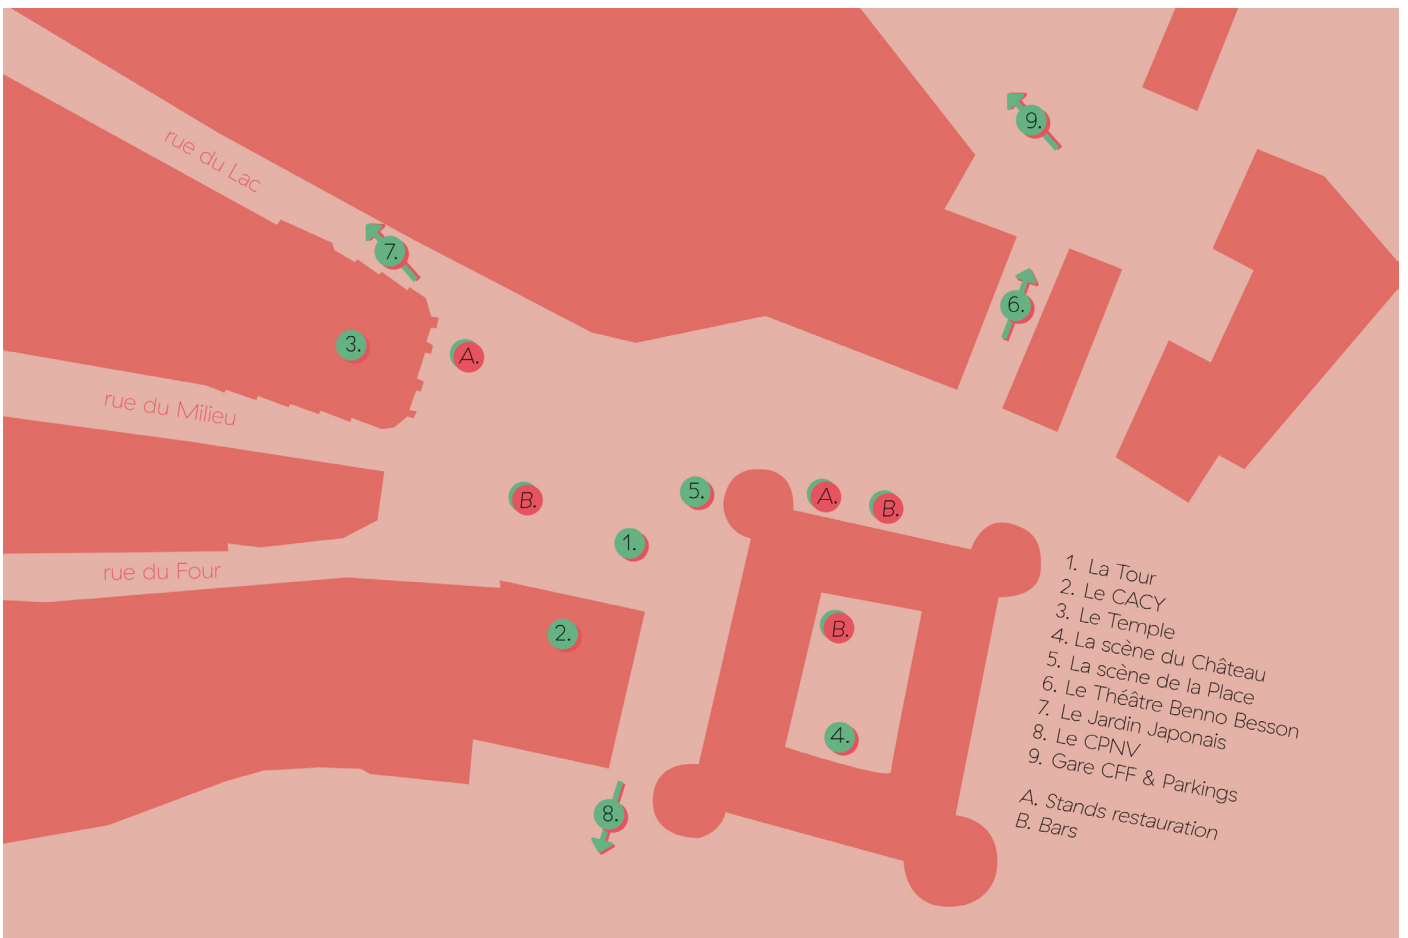 9.
rue du Lac
7.
6.
3.
A.
rue du Milieu
5.
A.
B.
B.
1.
rue du Four
2.
B.
4.
8.
1. La Tour
2. Le CACY
3. Le Temple
4. La scène du Château
5. La scène de la Place
6. Le Théâtre Benno Besson
7. Le Jardin Japonais
8. Le CPNV
9. Gare CFF & Parkings
A. Stands restauration
B. Bars